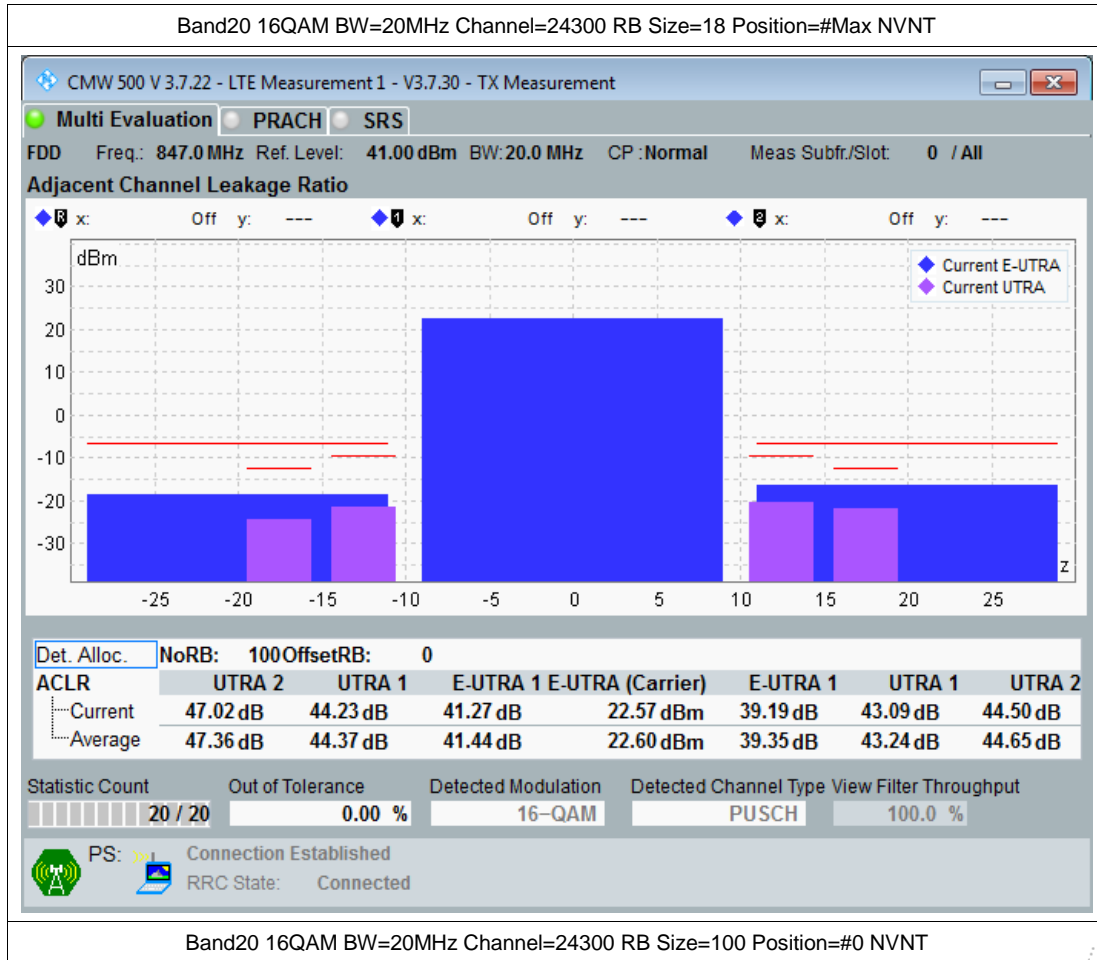 Band20 16QAM BW=20MHz Channel=24300 RB Size=18 Position=#Max NVNT
CMW 500 V 3.7.22 - LTE Measurement 1 - V3.7.30 - TX Measurement
Multi Evaluation PRACH SRS
FDD Freq.: 847.0 MHz Ref. Level: 41.00 dBm BW: 20.0 MHz CP : Normal Meas Subfr./Slot: 0 / All
Adjacent Channel Leakage Ratio
R x: Off y: --- 1 x: Off y: --- 2 x: Off y: ---
dBm
Current E-UTRA
Current UTRA
30
20
10
0
-10
-20
-30
z
-25 -20 -15 -10 -5 0 5 10 15 20 25
Det. Alloc. NoRB: 100 OffsetRB: 0
ACLR UTRA 2 UTRA 1 E-UTRA 1 E-UTRA (Carrier) E-UTRA 1 UTRA 1 UTRA 2
Current 47.02 dB 44.23 dB 41.27 dB 22.57 dBm 39.19 dB 43.09 dB 44.50 dB
Average 47.36 dB 44.37 dB 41.44 dB 22.60 dBm 39.35 dB 43.24 dB 44.65 dB
Statistic Count Out of Tolerance Detected Modulation Detected Channel Type View Filter Throughput
20 / 20 0.00 % 16-QAM PUSCH 100.0 %
PS: Connection Established
RRC State: Connected
Band20 16QAM BW=20MHz Channel=24300 RB Size=100 Position=#0 NVNT